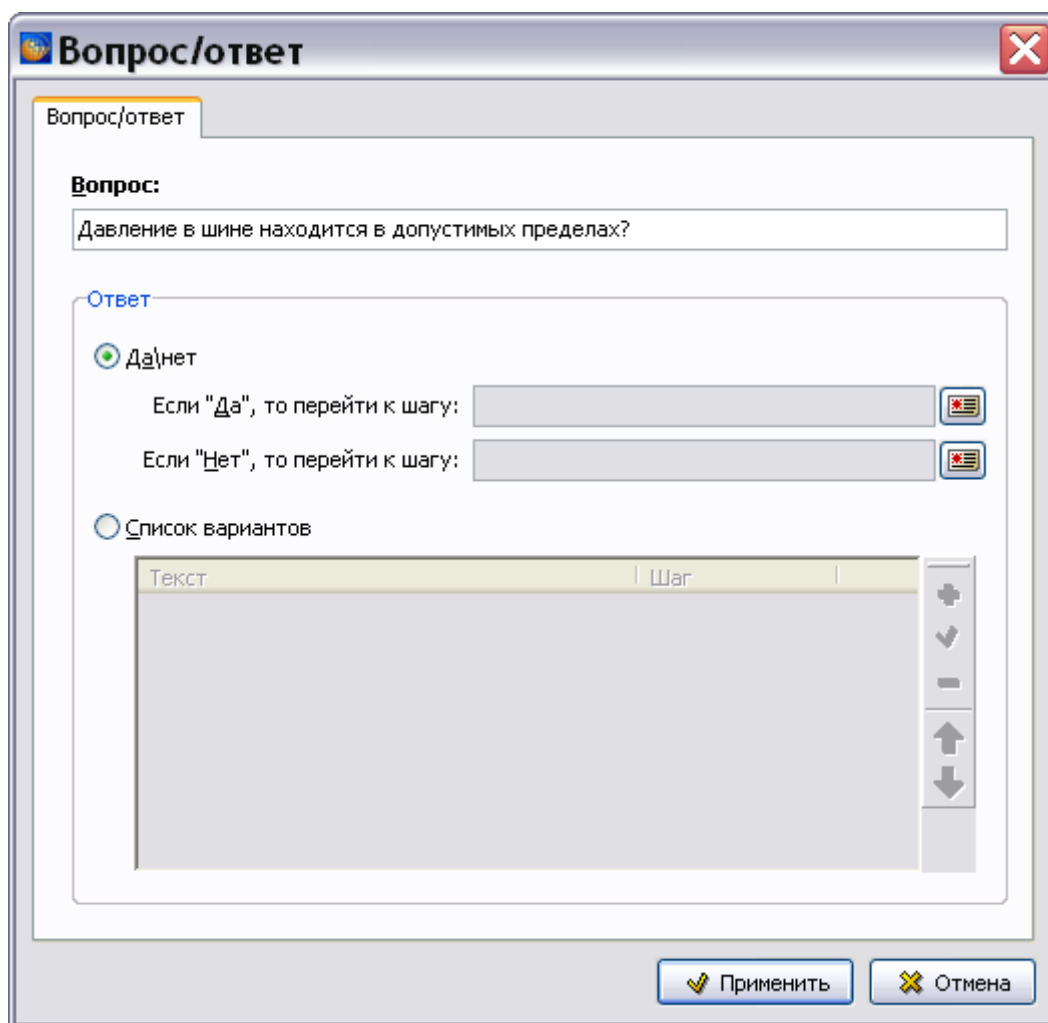 Вопрос/ответ
Вопрос/ответ
Вопрос:
Давление в шине находится в допустимых пределах?
Ответ
Да\нет
Если "Да", то перейти к шагу:
Если "Нет", то перейти к шагу:
Список вариантов
Текст Шаг
Применить Отмена